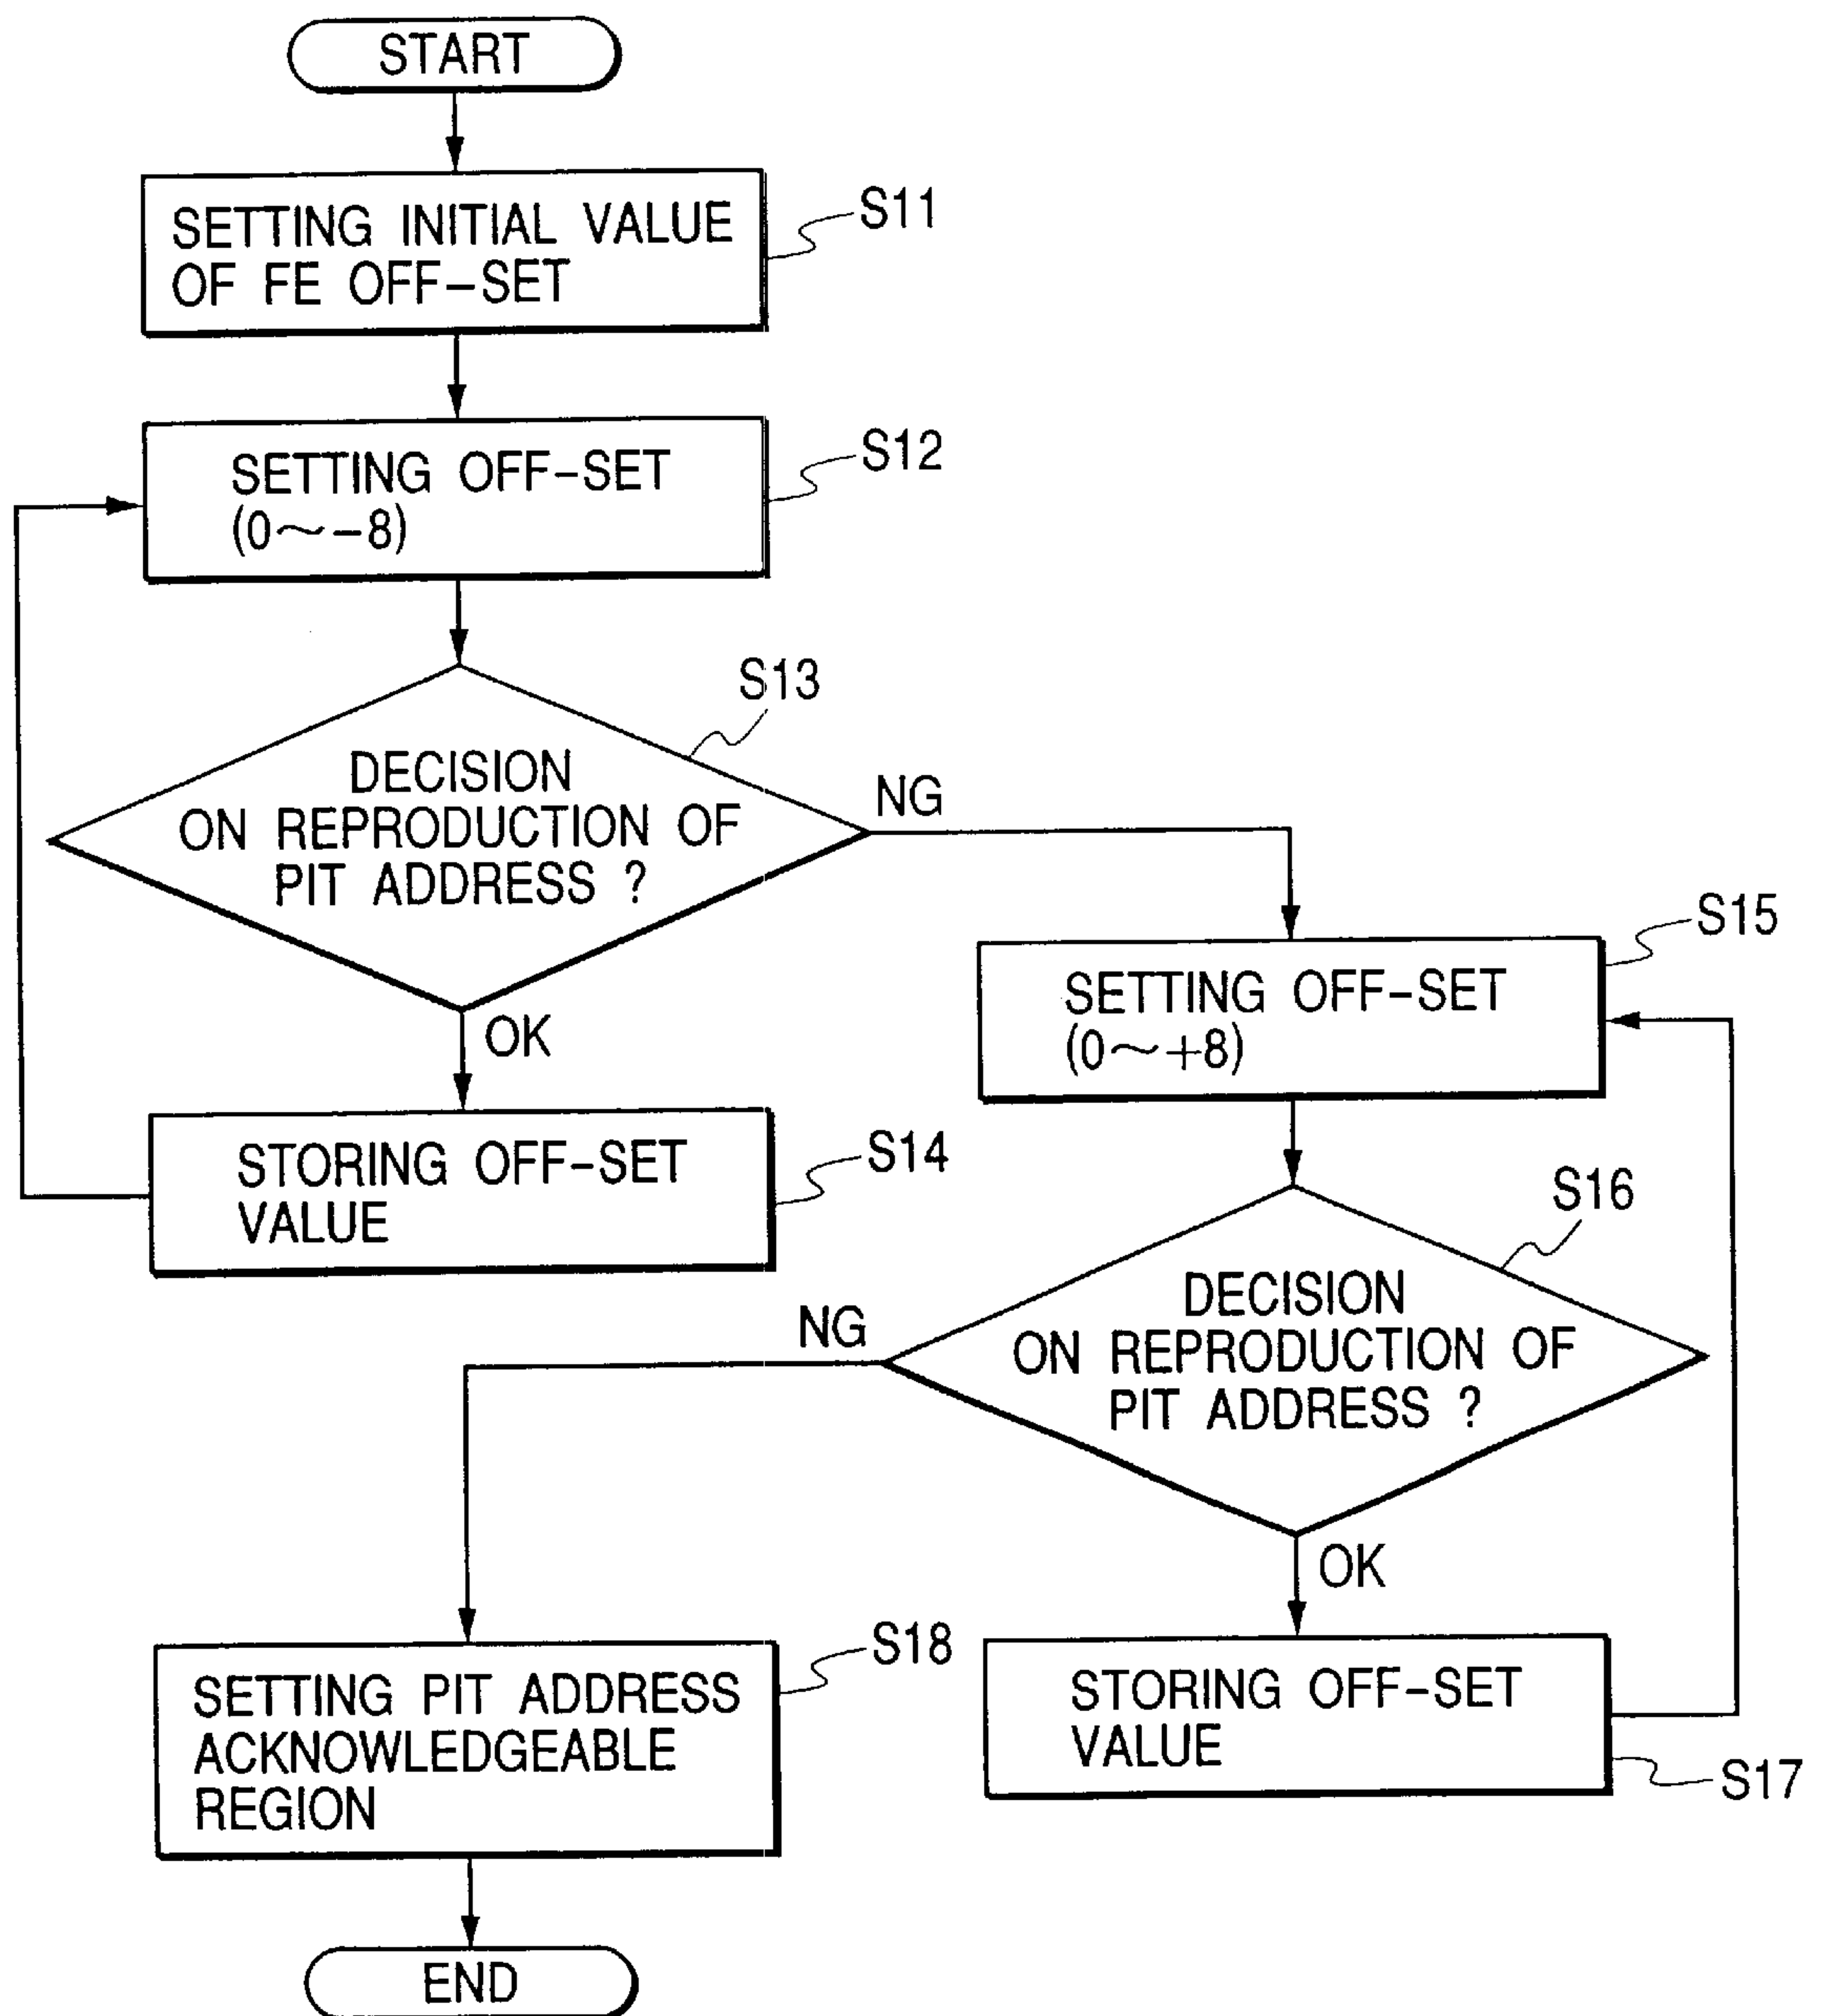 START
SETTING INITIAL VALUE
OF FE OFF-SET
S11
SETTING OFF-SET
(0~-8)
S12
S13
DECISION
ON REPRODUCTION OF
PIT ADDRESS ?
NG
OK
STORING OFF-SET
VALUE
S14
SETTING OFF-SET
(0~+8)
S15
S16
DECISION
ON REPRODUCTION OF
PIT ADDRESS ?
NG
OK
STORING OFF-SET
VALUE
S17
SETTING PIT ADDRESS
ACKNOWLEDGEABLE
REGION
S18
END